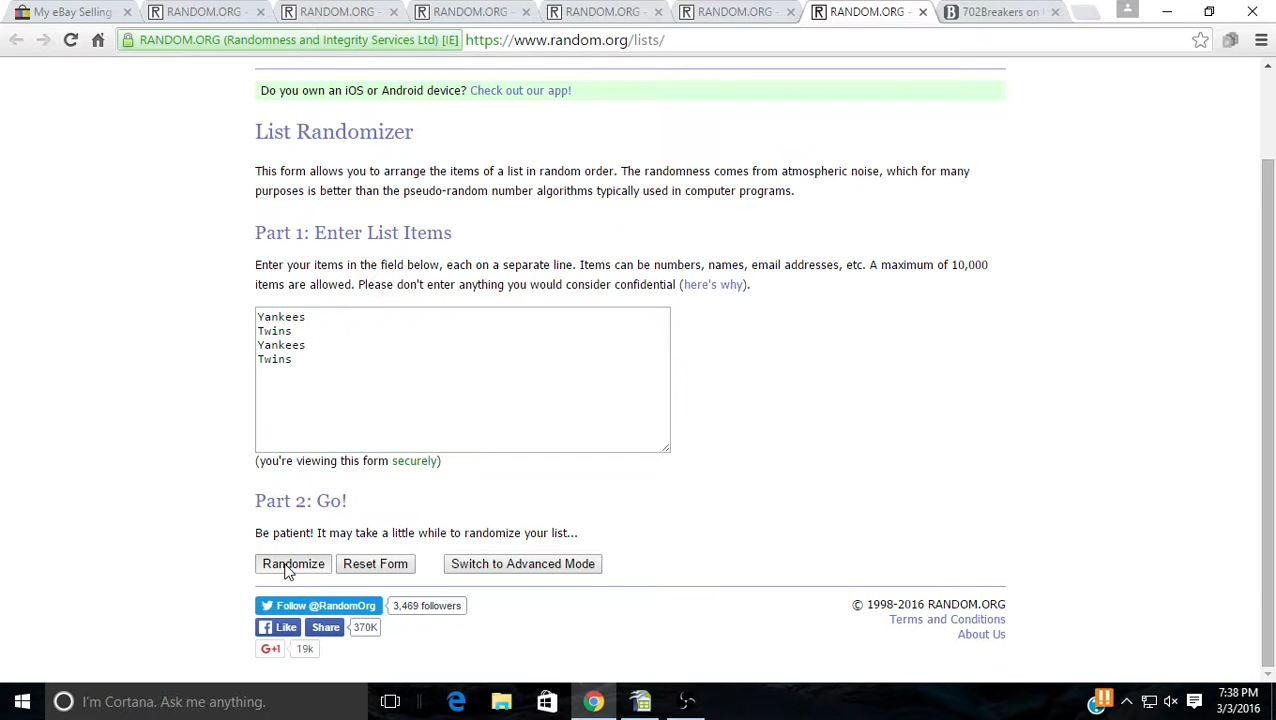 My eBay Selling
RANDOM.ORG -
RANDOM.ORG -
RANDOM.ORG -
RANDOM.ORG -
RANDOM.ORG -
RANDOM.ORG -
702Breakers on
RANDOM.ORG (Randomness and Integrity Services Ltd) [IE]
https://www.random.org/lists/
Do you own an iOS or Android device? Check out our app!
List Randomizer
This form allows you to arrange the items of a list in random order. The randomness comes from atmospheric noise, which for many
purposes is better than the pseudo-random number algorithms typically used in computer programs.
Part 1: Enter List Items
Enter your items in the field below, each on a separate line. Items can be numbers, names, email addresses, etc. A maximum of 10,000
items are allowed. Please don't enter anything you would consider confidential (here's why).
Yankees
Twins
Yankees
Twins
(you're viewing this form securely)
Part 2: Go!
Be patient! It may take a little while to randomize your list...
Randomize
Reset Form
Switch to Advanced Mode
Follow @RandomOrg
3,469 followers
© 1998-2016 RANDOM.ORG
Like
Share
370K
Terms and Conditions
About Us
G+1
19k
I'm Cortana. Ask me anything.
7:38 PM
3/3/2016